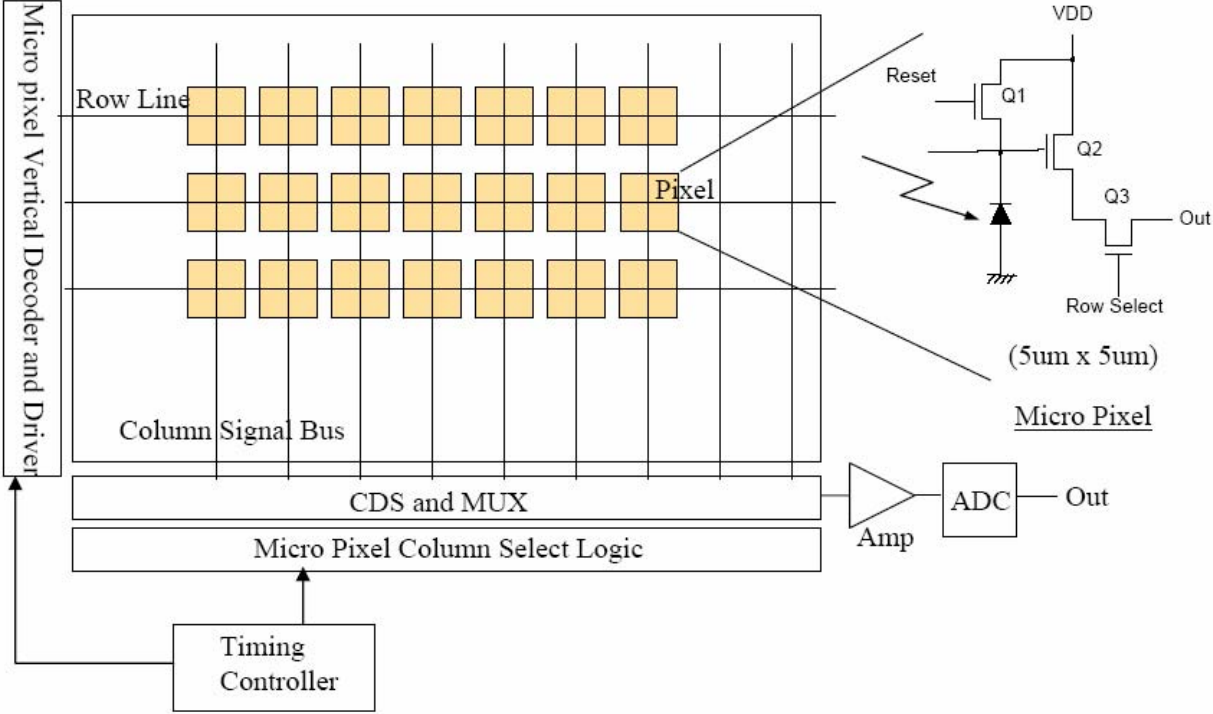 Micro pixel Vertical Decoder and Driver
Row Line
Pixel
Column Signal Bus
CDS and MUX
Micro Pixel Column Select Logic
Timing
Controller
Amp
ADC
Out
VDD
Reset
Q1
Q2
Q3
Out
Row Select
(5um x 5um)
Micro Pixel